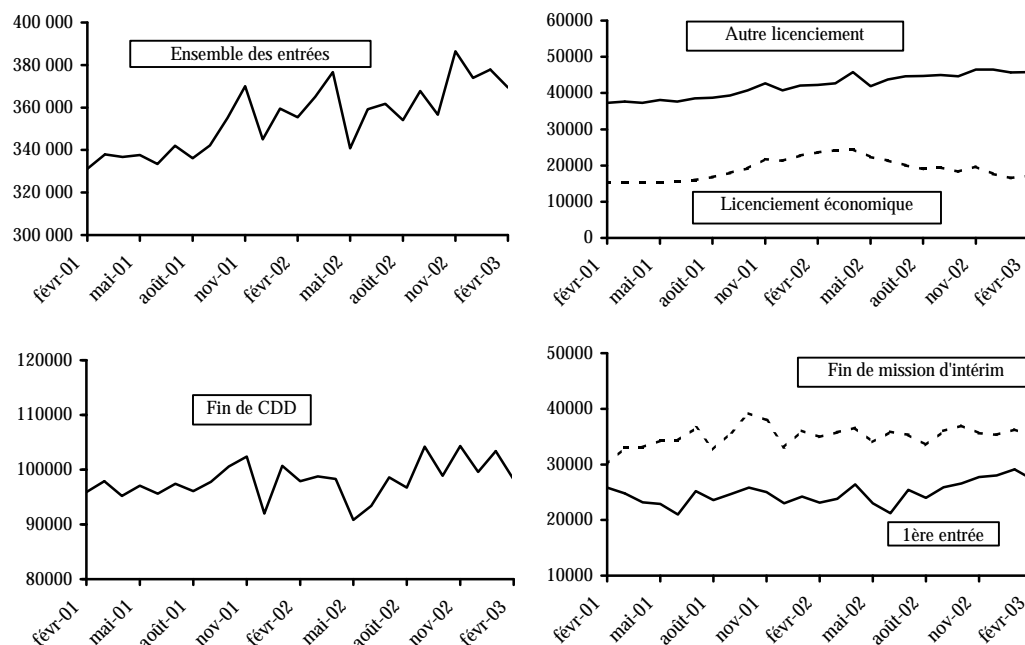 400 000
380 000
360 000
340 000
320 000
300 000
Ensemble des entrées
févr-01
mai-01
août-01
nov-01
févr-02
mai-02
août-02
nov-02
févr-03
60000
50000
40000
30000
20000
10000
0
Autre licenciement
Licenciement économique
févr-01
mai-01
août-01
nov-01
févr-02
mai-02
août-02
nov-02
févr-03
120000
110000
100000
90000
80000
Fin de CDD
févr-01
mai-01
août-01
nov-01
févr-02
mai-02
août-02
nov-02
févr-03
50000
40000
30000
20000
10000
Fin de mission d'intérim
1ère entrée
févr-01
mai-01
août-01
nov-01
févr-02
mai-02
août-02
nov-02
févr-03